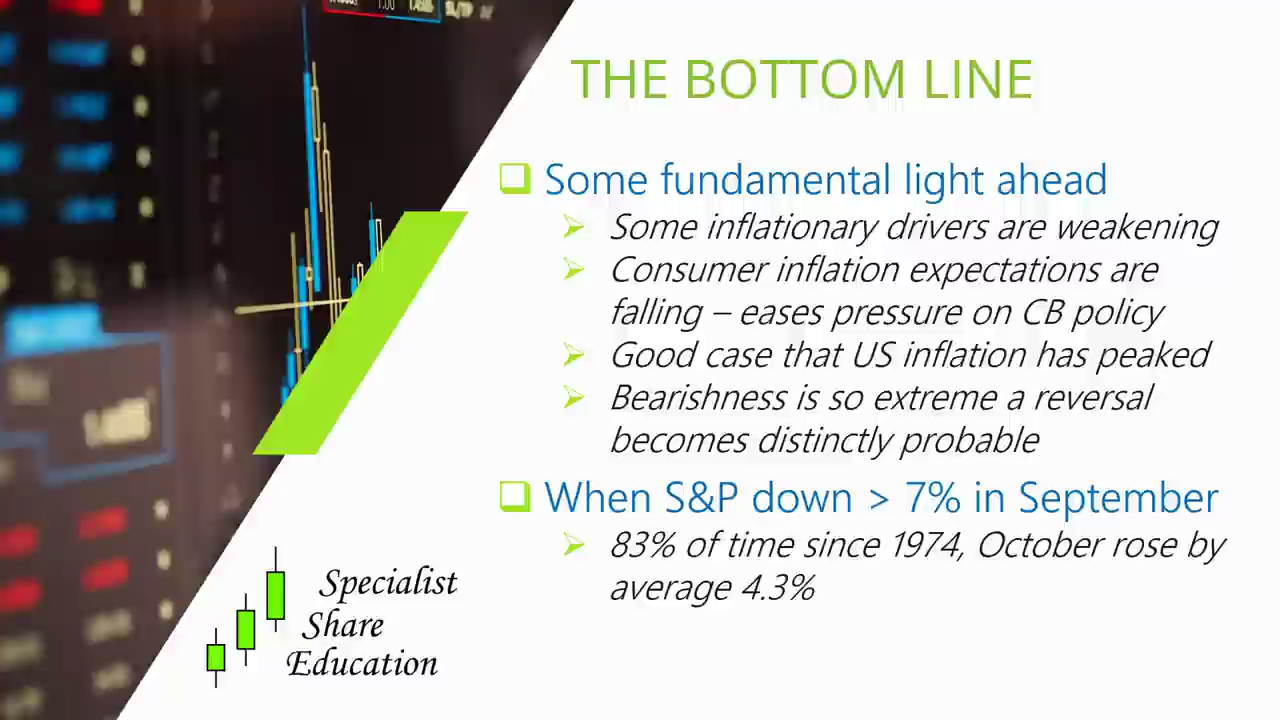 THE BOTTOM LINE
Some fundamental light ahead
Some inflationary drivers are weakening
Consumer inflation expectations are
falling – eases pressure on CB policy
Good case that US inflation has peaked
Bearishness is so extreme a reversal
becomes distinctly probable
When S&P down > 7% in September
83% of time since 1974, October rose by
average 4.3%
Specialist
Share
Education